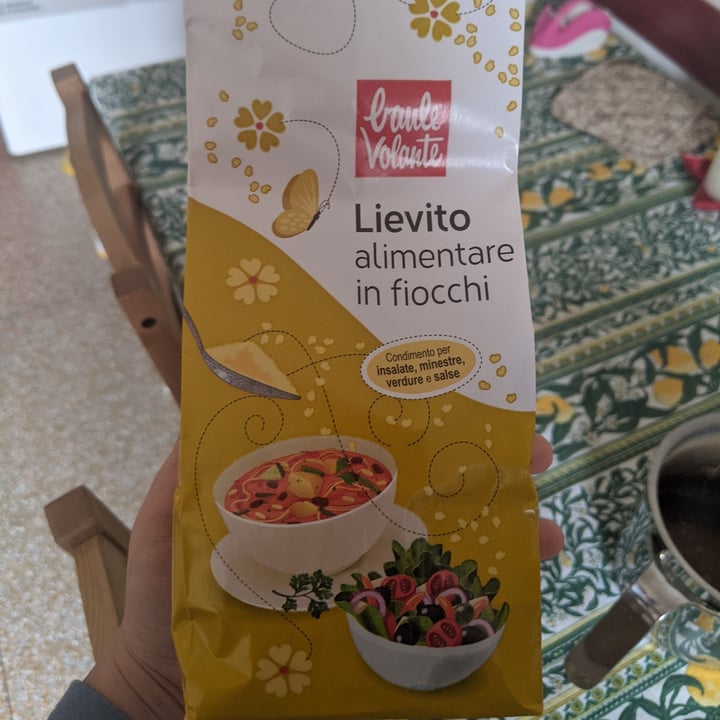 baule
Volante
Lievito
alimentare
in fiocchi
Condimento per
insalate, minestre,
verdure e salse